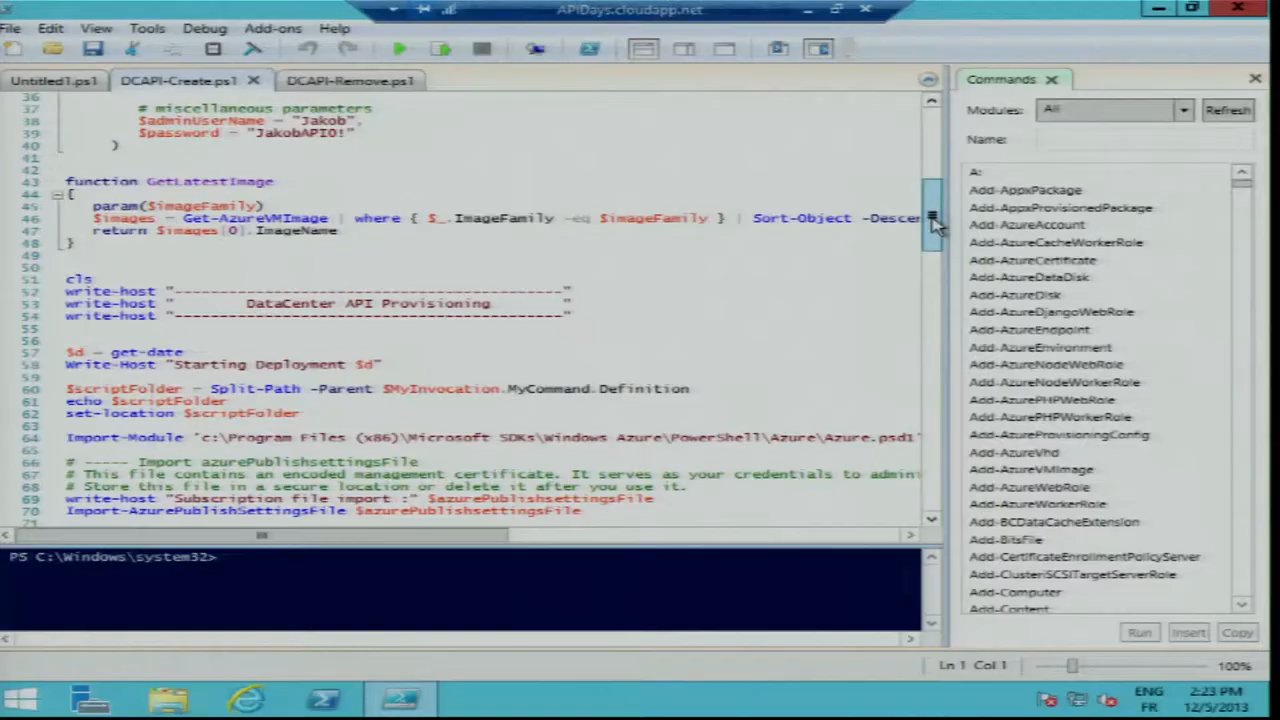 APIDays.cloudapp.net
File Edit View Tools Debug Add-ons Help
Untitled1.ps1 DCAPI-Create.ps1 DCAPI-Remove.ps1
36
37 # miscellaneous parameters
38 $adminUserName = "Jakob",
39 $password = "JakobAPI0!"
40 )
41
42
43 function GetLatestImage
44 {
45 param($imageFamily)
46 $images = Get-AzureVMImage | where { $_.ImageFamily -eq $imageFamily } | Sort-Object -Descen
47 return $images[0].ImageName
48 }
49
50
51 cls
52 write-host "-------------------------------------------"
53 write-host " DataCenter API Provisioning "
54 write-host "-------------------------------------------"
55
56
57 $d = get-date
58 Write-Host "Starting Deployment $d"
59
60 $scriptFolder = Split-Path -Parent $MyInvocation.MyCommand.Definition
61 echo $scriptFolder
62 set-location $scriptFolder
63
64 Import-Module 'c:\Program Files (x86)\Microsoft SDKs\Windows Azure\PowerShell\Azure\Azure.psd1'
65
66 # ----- Import azurePublishsettingsFile
67 # This file contains an encoded management certificate. It serves as your credentials to admini
68 # Store this file in a secure location or delete it after you use it.
69 write-host "Subscription file import :" $azurePublishsettingsFile
70 Import-AzurePublishSettingsFile $azurePublishsettingsFile
71
PS C:\Windows\system32>
Commands
Modules: All Refresh
Name:
A:
Add-AppxPackage
Add-AppxProvisionedPackage
Add-AzureAccount
Add-AzureCacheWorkerRole
Add-AzureCertificate
Add-AzureDataDisk
Add-AzureDisk
Add-AzureDjangoWebRole
Add-AzureEndpoint
Add-AzureEnvironment
Add-AzureNodeWebRole
Add-AzureNodeWorkerRole
Add-AzurePHPWebRole
Add-AzurePHPWorkerRole
Add-AzureProvisioningConfig
Add-AzureVhd
Add-AzureVMImage
Add-AzureWebRole
Add-AzureWorkerRole
Add-BCDataCacheExtension
Add-BitsFile
Add-CertificateEnrollmentPolicyServer
Add-ClusteriSCSITargetServerRole
Add-Computer
Add-Content
Run Insert Copy
Ln 1 Col 1 100%
ENG 2:23 PM
FR 12/5/2013